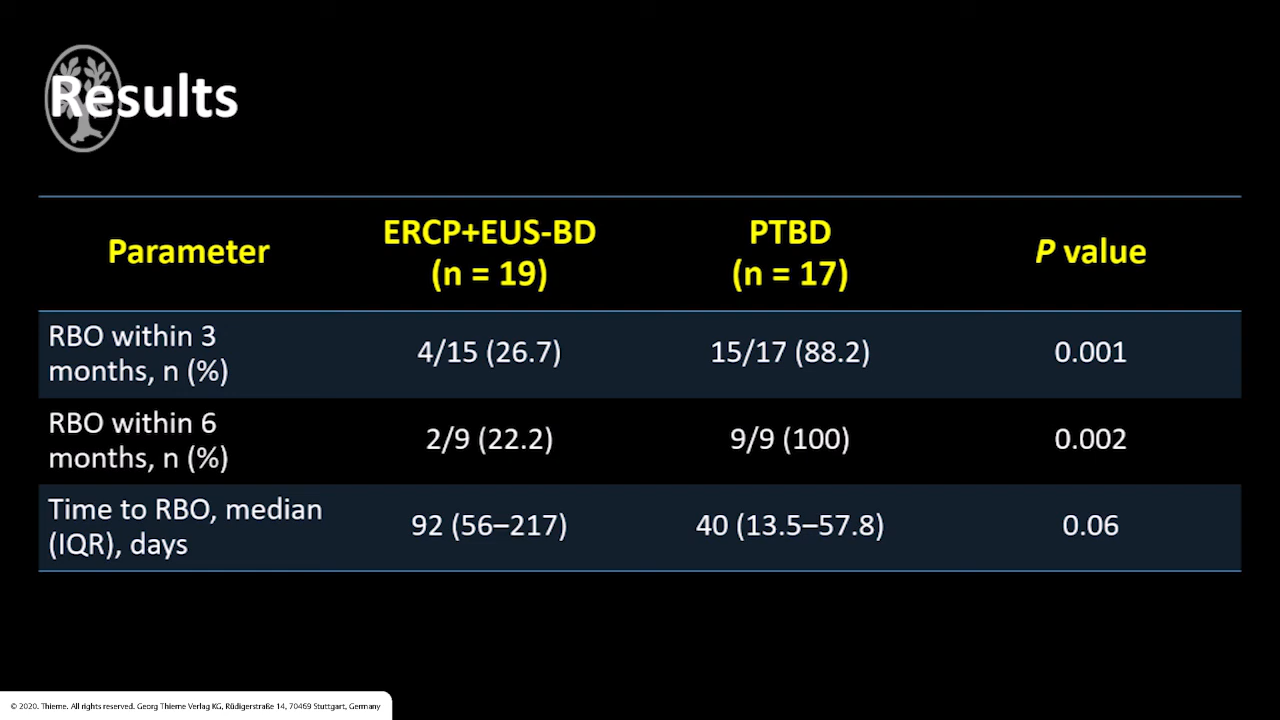 Results
Parameter
ERCP+EUS-BD
(n = 19)
PTBD
(n = 17)
P value
RBO within 3
months, n (%)
4/15 (26.7)
15/17 (88.2)
0.001
RBO within 6
months, n (%)
2/9 (22.2)
9/9 (100)
0.002
Time to RBO, median
(IQR), days
92 (56–217)
40 (13.5–57.8)
0.06
© 2020. Thieme. All rights reserved. Georg Thieme Verlag KG, Rüdigerstraße 14, 70469 Stuttgart, Germany